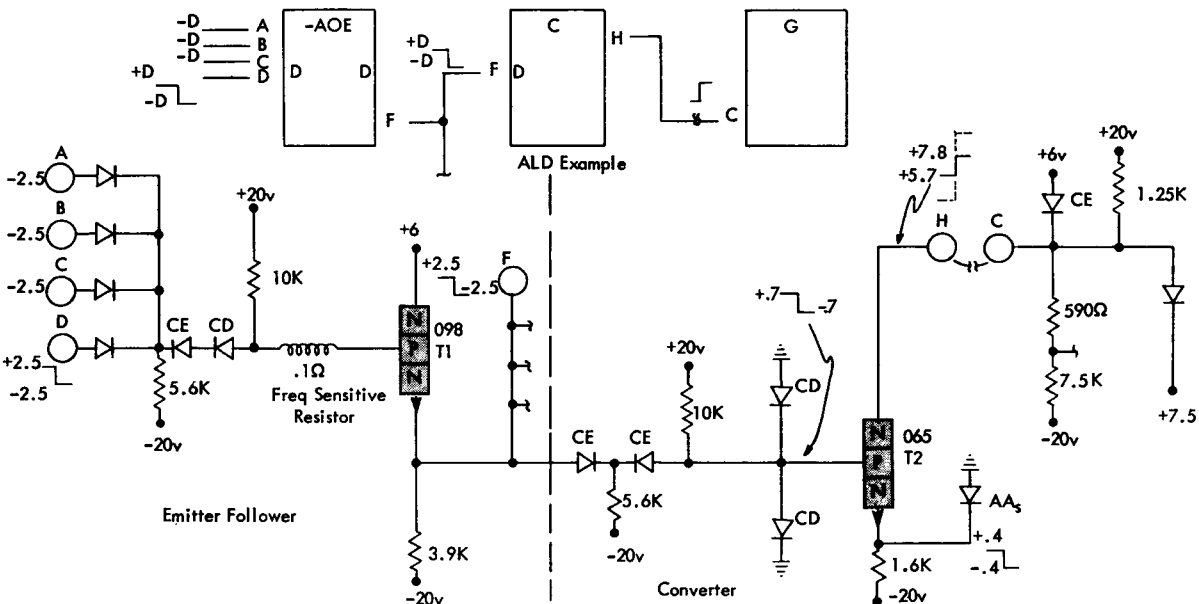 -D A
-D B
-D C
D
+D
-D
-AOE
D D
F
+D
-D
F
C
D
H
G
C
ALD Example
A
-2.5
B
-2.5
C
-2.5
D
+2.5
-2.5
CE CD
5.6K
-20v
+20v
10K
.1Ω
Freq Sensitive
Resistor
+6
N
P
N
098
T1
+2.5
-2.5
F
3.9K
-20v
Emitter Follower
CE CE
5.6K
-20v
+20v
10K
CD
CD
+.7
-.7
N
P
N
065
T2
1.6K
-20v
AAs
+.4
-.4
Converter
+7.8
+5.7
H C
+6v
CE
+20v
1.25K
590Ω
7.5K
-20v
+7.5